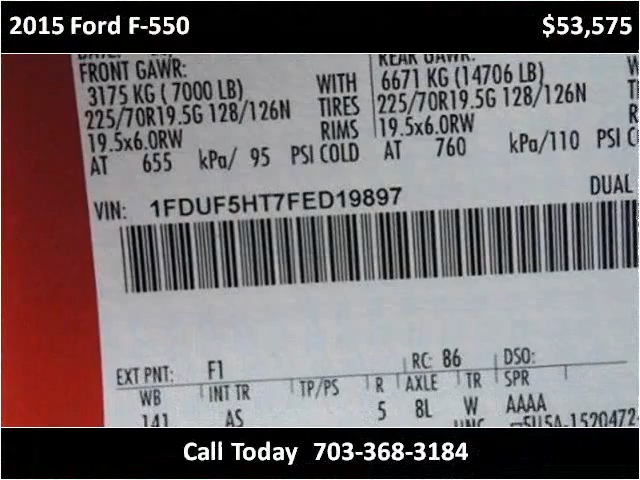 2015 Ford F-550 $53,575
FRONT GAWR: REAR GAWR:
3175 KG ( 7000 LB) WITH 6671 KG (14706 LB)
225/70R19.5G 128/126N TIRES 225/70R19.5G 128/126N
19.5x6.0RW RIMS 19.5x6.0RW
AT 655 kPa/ 95 PSI COLD AT 760 kPa/110 PSI
VIN: 1FDUF5HT7FED19897 DUAL
EXT PNT: F1 RC: 86 DSO:
WB INT TR TP/PS R AXLE TR SPR
141 AS 5 8L W AAAA
Call Today 703-368-3184